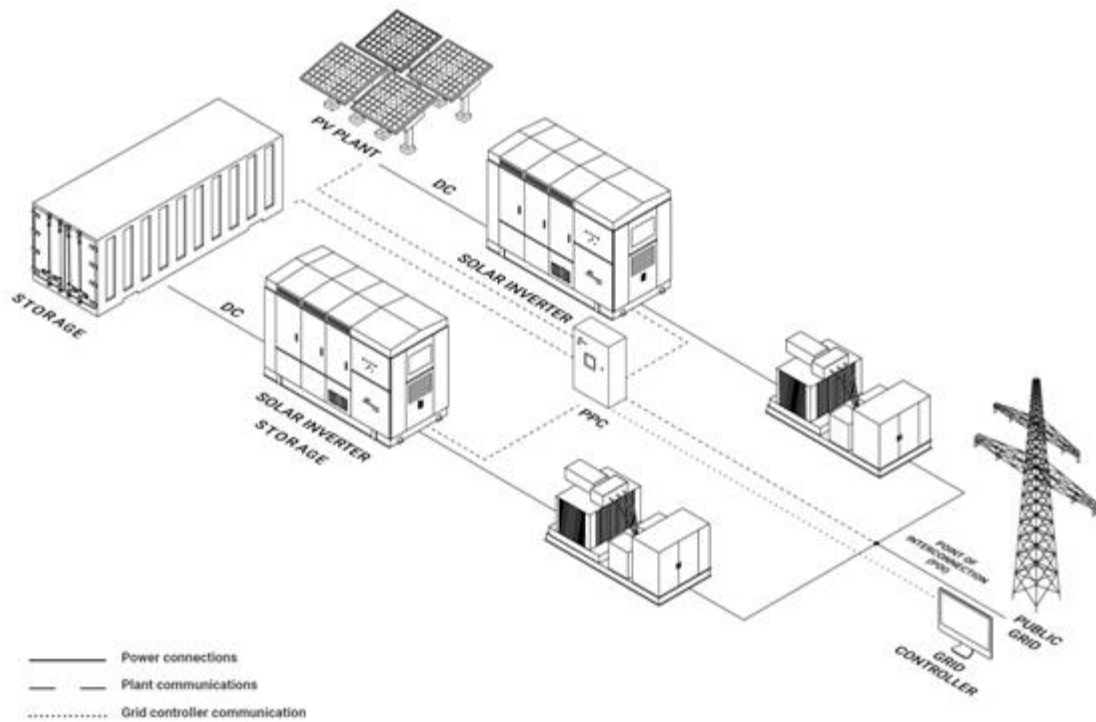 PV PLANT
DC
SOLAR INVERTER
STORAGE
DC
SOLAR INVERTER
STORAGE
PPC
POINT OF
INTERCONNECTION
(POI)
PUBLIC
GRID
GRID
CONTROLLER
Power connections
Plant communications
Grid controller communication